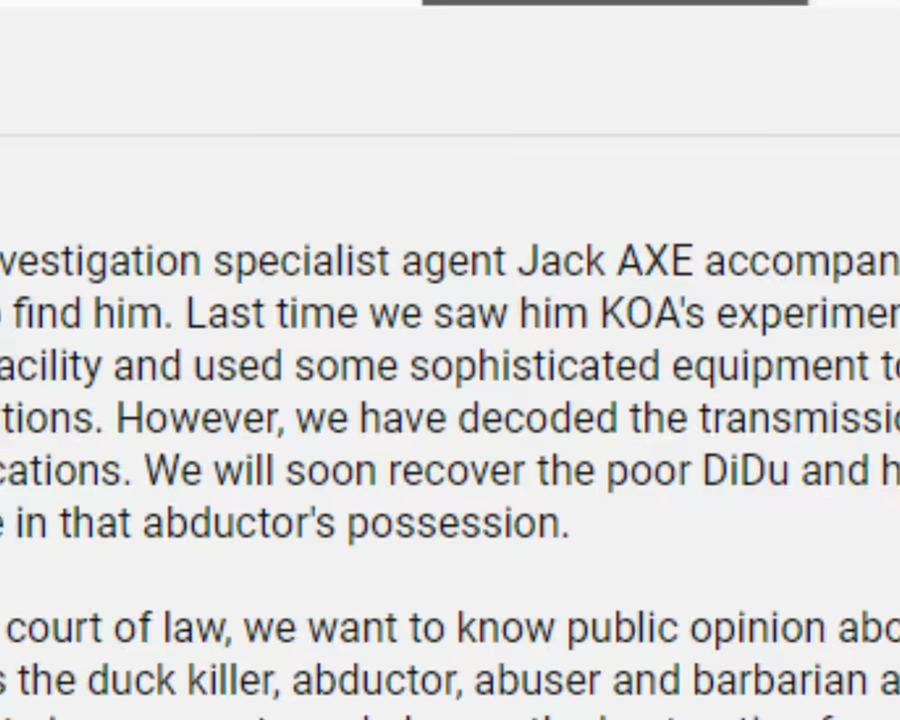 vestigation specialist agent Jack AXE accompan
find him. Last time we saw him KOA's experimer
acility and used some sophisticated equipment to
tions. However, we have decoded the transmissio
cations. We will soon recover the poor DiDu and h
e in that abductor's possession.
court of law, we want to know public opinion abo
s the duck killer, abductor, abuser and barbarian a